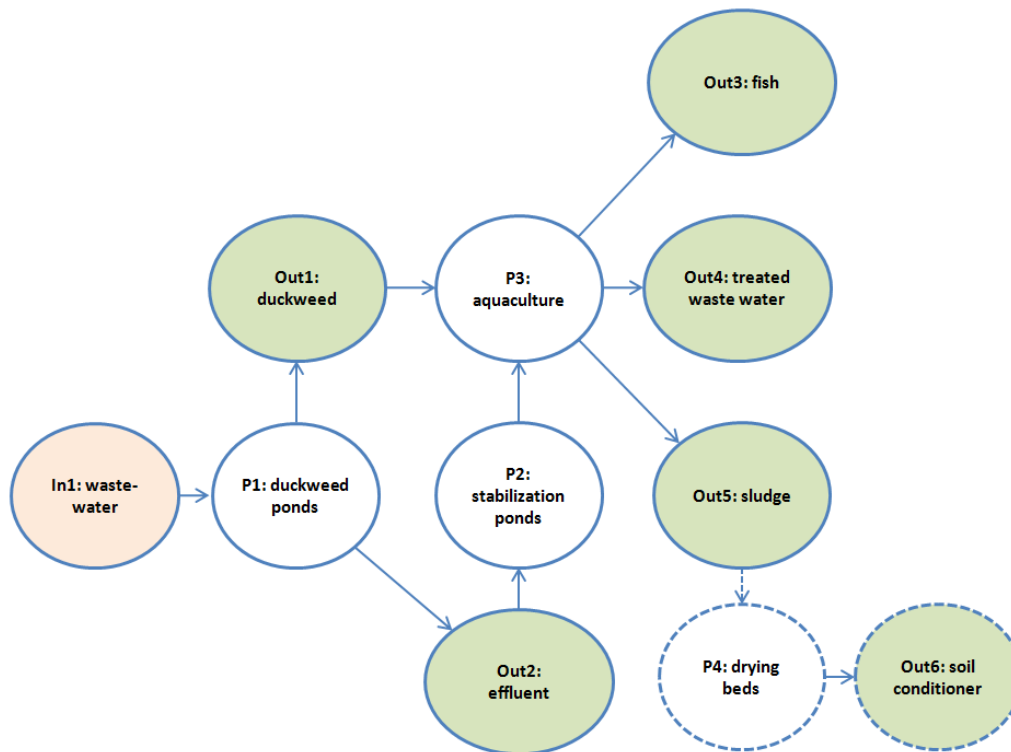 Out3: fish
Out1:
duckweed
P3:
aquaculture
Out4: treated
waste water
In1: waste-
water
P1: duckweed
ponds
P2:
stabilization
ponds
Out5: sludge
Out2:
effluent
P4: drying
beds
Out6: soil
conditioner